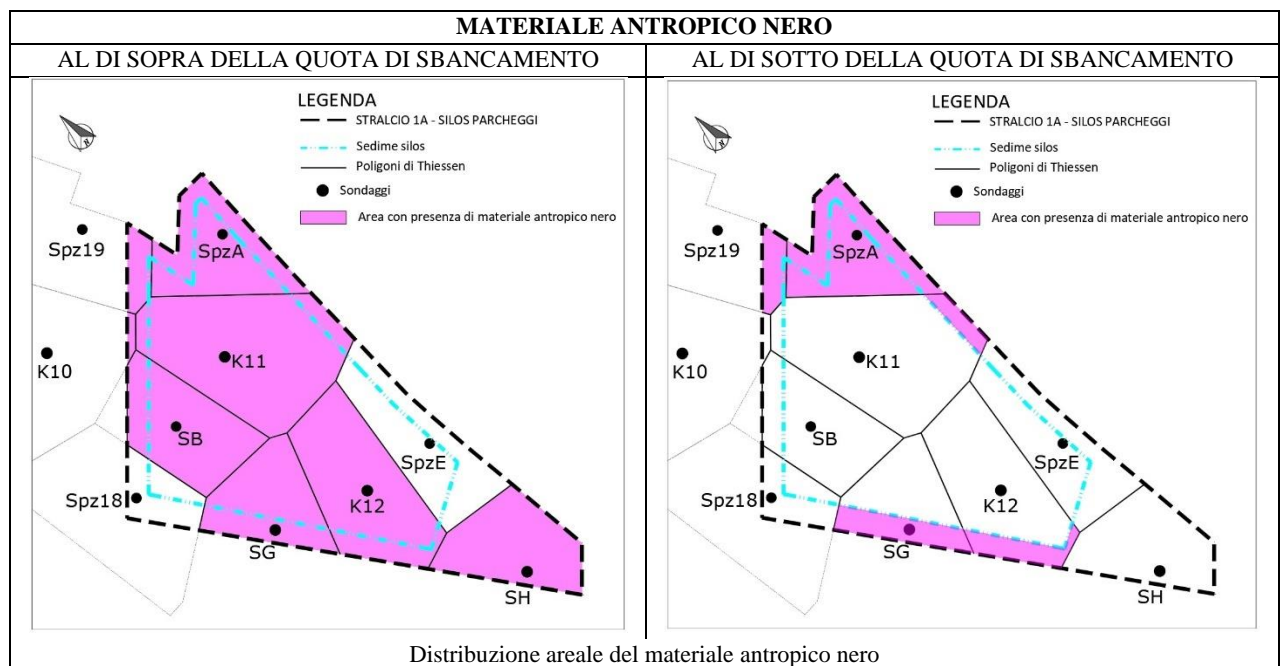 MATERIALE ANTROPICO NERO
AL DI SOPRA DELLA QUOTA DI SBANCAMENTO
AL DI SOTTO DELLA QUOTA DI SBANCAMENTO
LEGENDA
STRALCIO 1A - SILOS PARCHEGGI
Sedime silos
Poligoni di Thiessen
Sondaggi
Area con presenza di materiale antropico nero
N
Spz19
SpzA
K10
K11
SB
SpzE
Spz18
K12
SG
SH
LEGENDA
STRALCIO 1A - SILOS PARCHEGGI
Sedime silos
Poligoni di Thiessen
Sondaggi
Area con presenza di materiale antropico nero
N
Spz19
SpzA
K10
K11
SB
SpzE
Spz18
K12
SG
SH
Distribuzione areale del materiale antropico nero